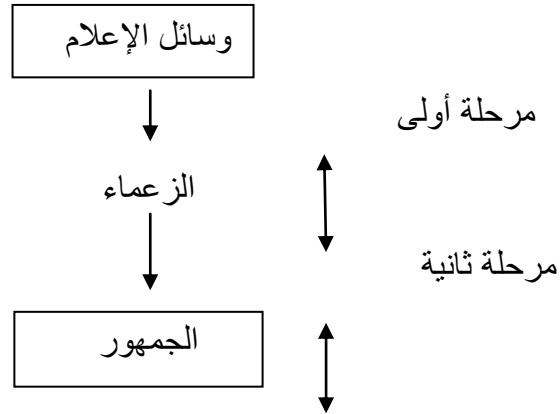 وسائل الإعلام
مرحلة أولى
الزعماء
مرحلة ثانية
الجمهور